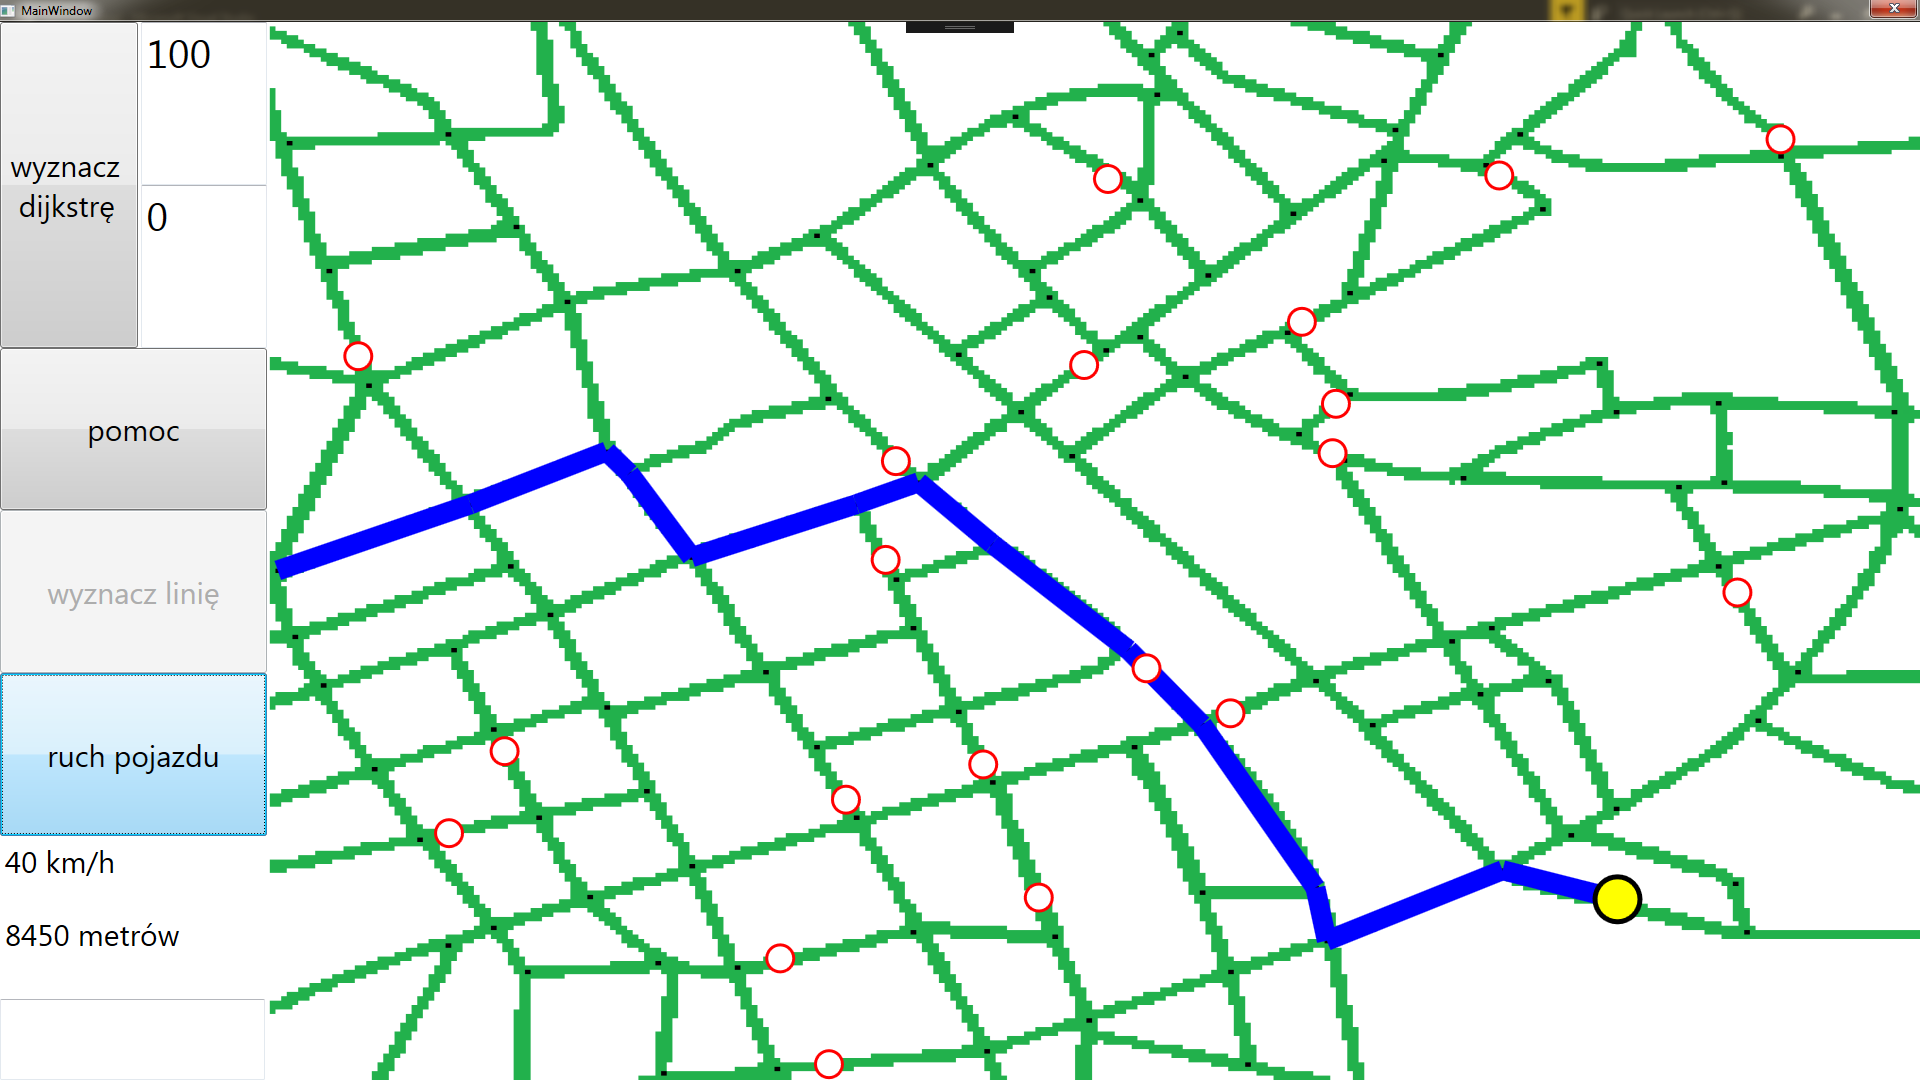 MainWindow
100
wyznacz
dijkstrę
0
pomoc
wyznacz linię
ruch pojazdu
40 km/h
8450 metrów